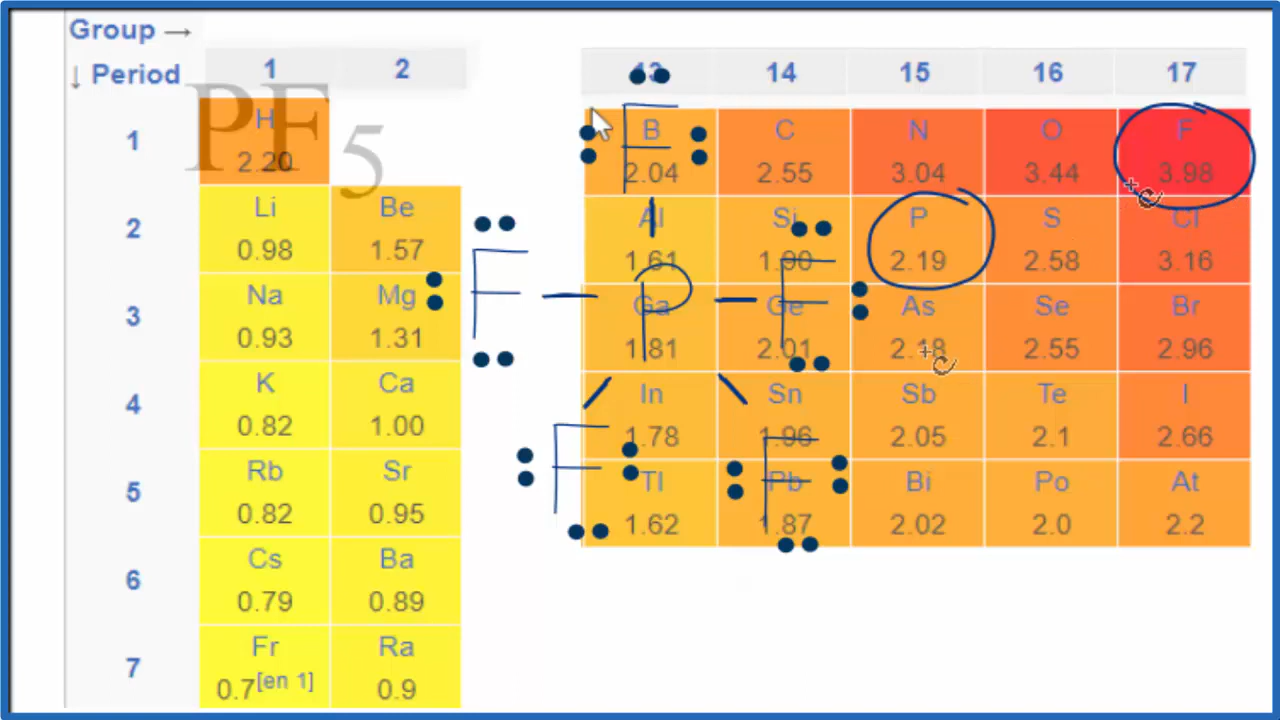 Group →
↓ Period 1 2 13 14 15 16 17
PF5
1 H B C N O F
2.20 2.04 2.55 3.04 3.44 3.98
2 Li Be Al Si P S Cl
0.98 1.57 1.61 1.90 2.19 2.58 3.16
3 Na Mg Ga Ge As Se Br
0.93 1.31 1.81 2.01 2.18 2.55 2.96
4 K Ca In Sn Sb Te I
0.82 1.00 1.78 1.96 2.05 2.1 2.66
5 Rb Sr Tl Pb Bi Po At
0.82 0.95 1.62 1.87 2.02 2.0 2.2
6 Cs Ba
0.79 0.89
7 Fr Ra
0.7[en 1] 0.9
F
F P F
F F